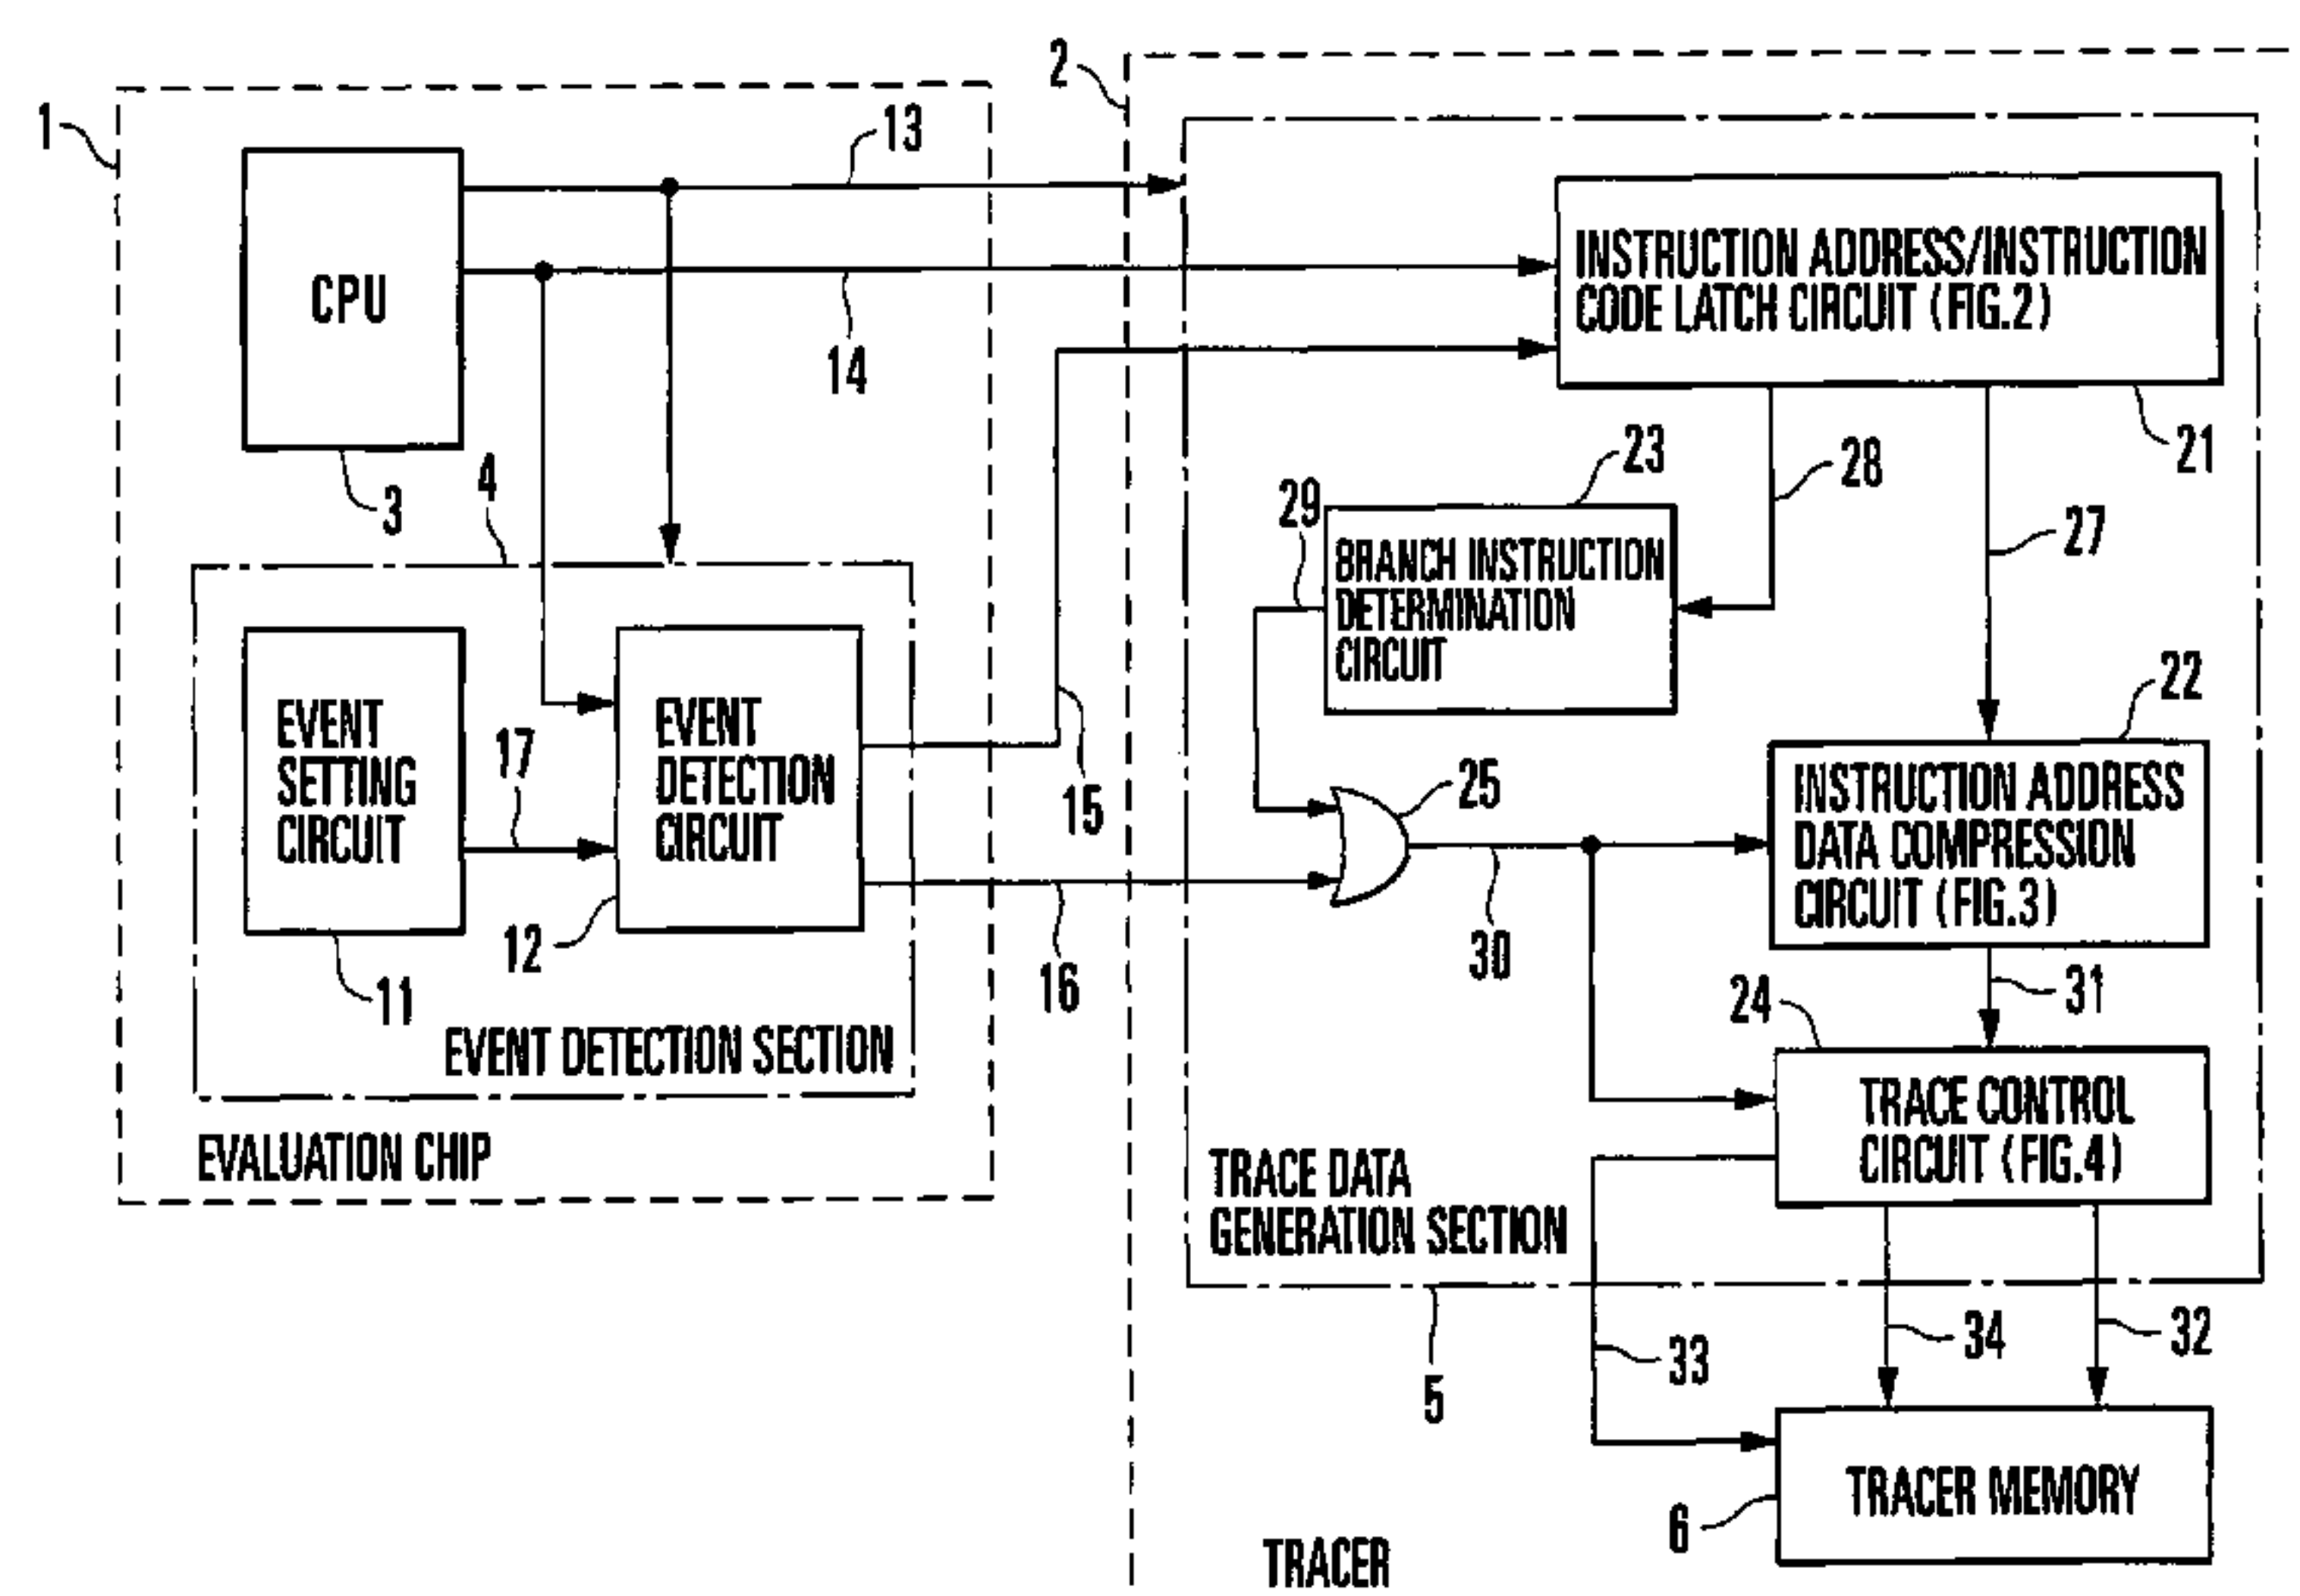 1
2
13
CPU
14
3
4
INSTRUCTION ADDRESS/INSTRUCTION
CODE LATCH CIRCUIT (FIG.2)
21
28
27
23
29
BRANCH INSTRUCTION
DETERMINATION
CIRCUIT
EVENT
SETTING
CIRCUIT
17
EVENT
DETECTION
CIRCUIT
11
12
15
16
EVENT DETECTION SECTION
EVALUATION CHIP
25
30
22
INSTRUCTION ADDRESS
DATA COMPRESSION
CIRCUIT (FIG.3)
31
24
TRACE CONTROL
CIRCUIT (FIG.4)
TRACE DATA
GENERATION SECTION
5
33
34
32
6
TRACER MEMORY
TRACER